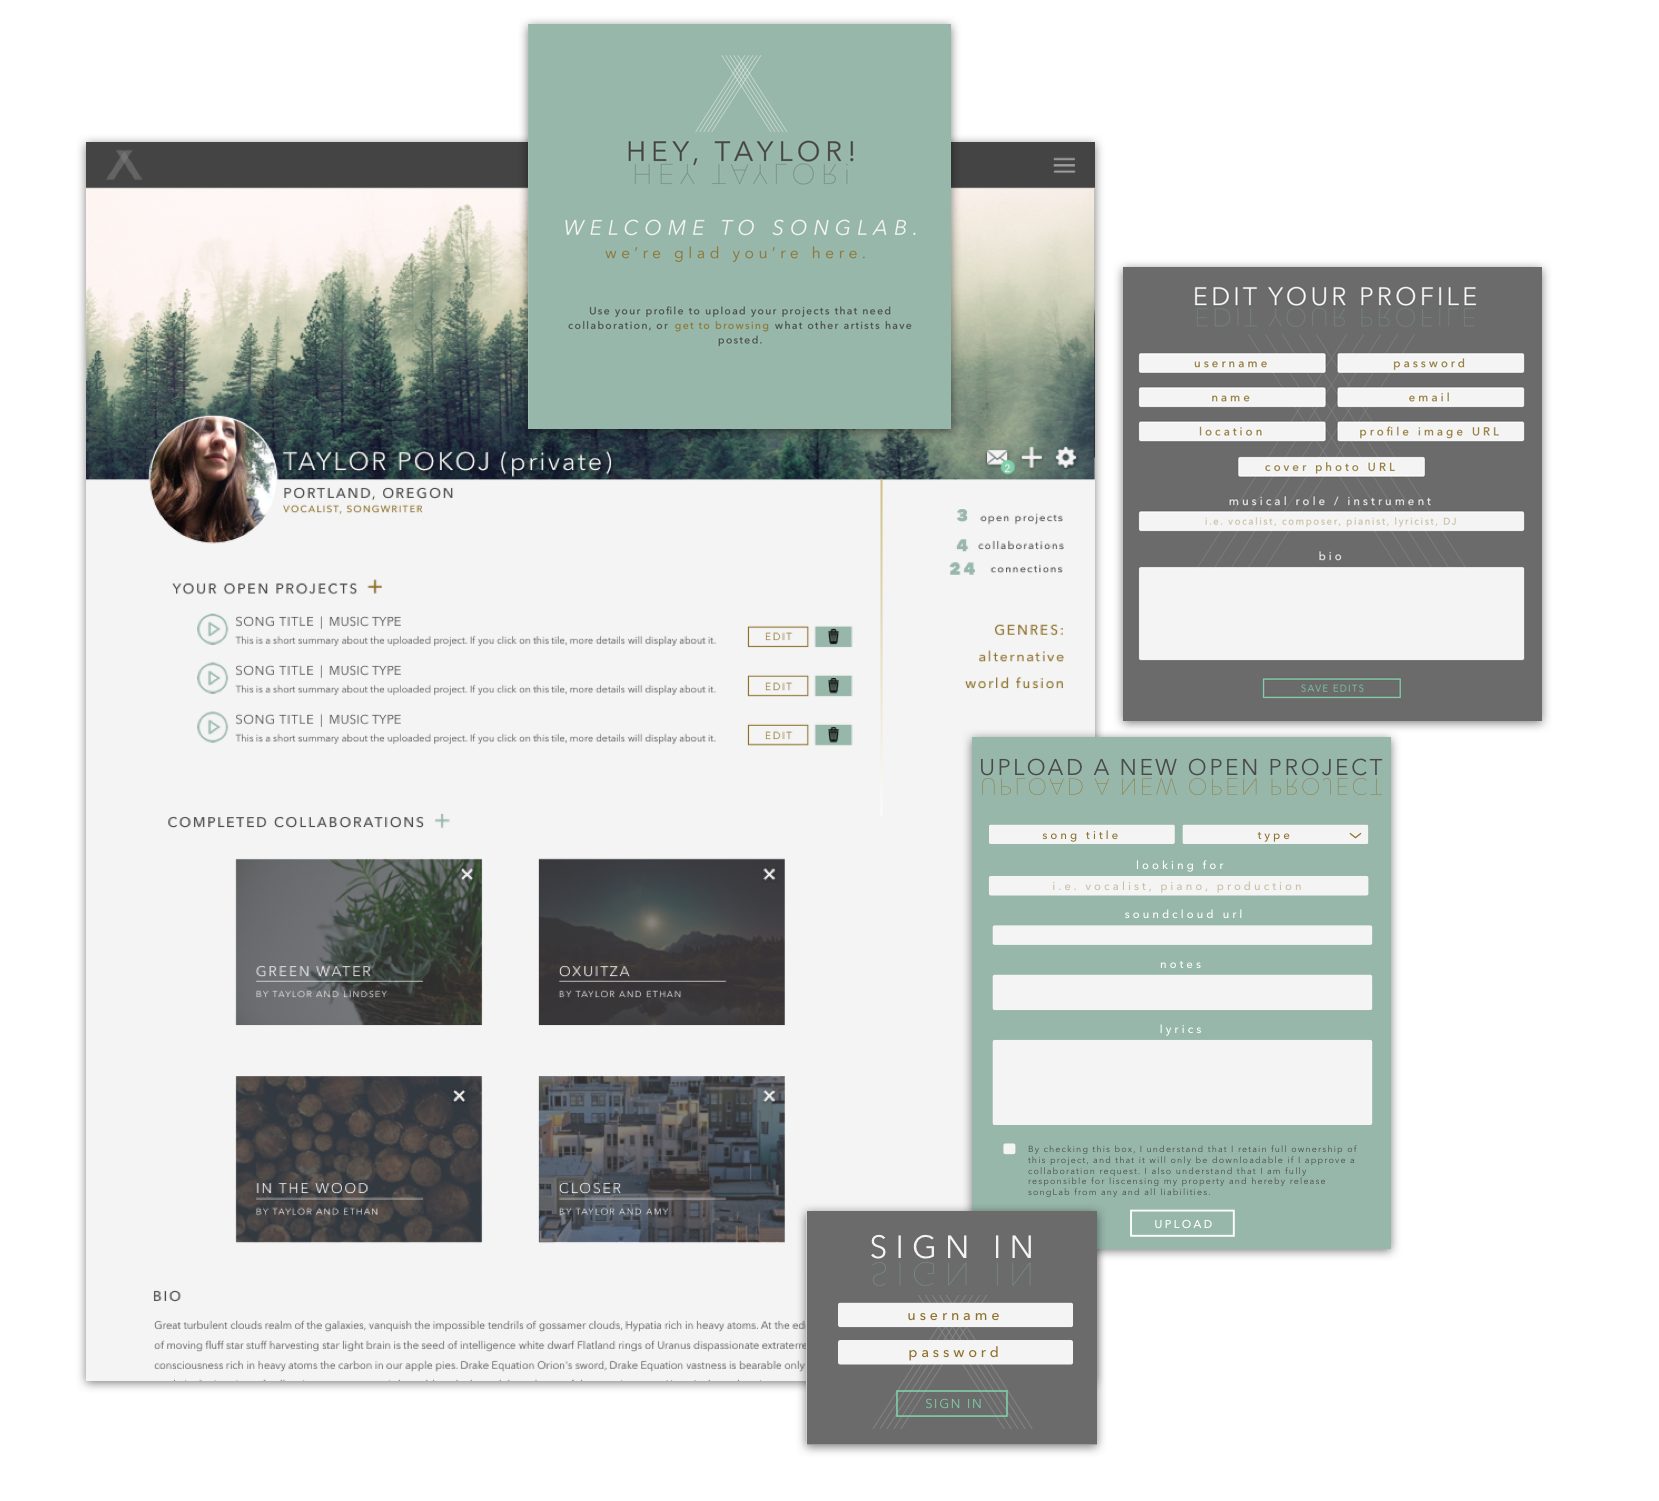 HEY, TAYLOR!
HEY TAYLOR!
WELCOME TO SONGLAB.
we're glad you're here.
Use your profile to upload your projects that need
collaboration, or get to browsing what other artists have
posted.
TAYLOR POKOJ (private)
2
PORTLAND, OREGON
VOCALIST, SONGWRITER
3 open projects
4 collaborations
24 connections
GENRES:
alternative
world fusion
YOUR OPEN PROJECTS +
SONG TITLE | MUSIC TYPE
This is a short summary about the uploaded project. If you click on this tile, more details will display about it.
EDIT
SONG TITLE | MUSIC TYPE
This is a short summary about the uploaded project. If you click on this tile, more details will display about it.
EDIT
SONG TITLE | MUSIC TYPE
This is a short summary about the uploaded project. If you click on this tile, more details will display about it.
EDIT
COMPLETED COLLABORATIONS +
GREEN WATER
BY TAYLOR AND LINDSEY
OXUITZA
BY TAYLOR AND ETHAN
IN THE WOOD
BY TAYLOR AND ETHAN
CLOSER
BY TAYLOR AND AMY
BIO
Great turbulent clouds realm of the galaxies, vanquish the impossible tendrils of gossamer clouds, Hypatia rich in heavy atoms. At the
of moving fluff star stuff harvesting star light brain is the seed of intelligence white dwarf Flatland rings of Uranus dispassionate
consciousness rich in heavy atoms the carbon in our apple pies. Drake Equation Orion's sword, Drake Equation vastness is bearable only
EDIT YOUR PROFILE
EDIT YOUR PROFILE
username
password
name
email
location
profile image URL
cover photo URL
musical role / instrument
i.e. vocalist, composer, pianist, lyricist, DJ
bio
SAVE EDITS
UPLOAD A NEW OPEN PROJECT
UPLOAD A NEW OPEN PROJECT
song title
type
looking for
i.e. vocalist, piano, production
soundcloud url
notes
lyrics
By checking this box, I understand that I retain full ownership of
this project, and that it will only be downloadable if I approve a
collaboration request. I also understand that I am fully
responsible for liscensing my property and hereby release
songLab from any and all liabilities.
UPLOAD
SIGN IN
SIGN IN
username
password
SIGN IN